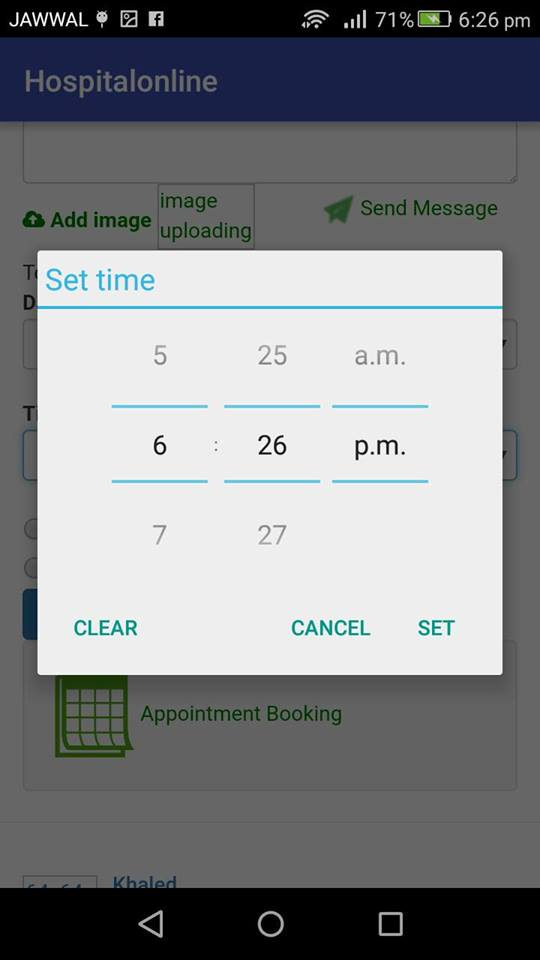 JAWWAL 71% 6:26 pm
Hospitalonline
Add image
image
uploading
Send Message
Set time
5 25 a.m.
6 : 26 p.m.
7 27
CLEAR CANCEL SET
Appointment Booking
Khaled